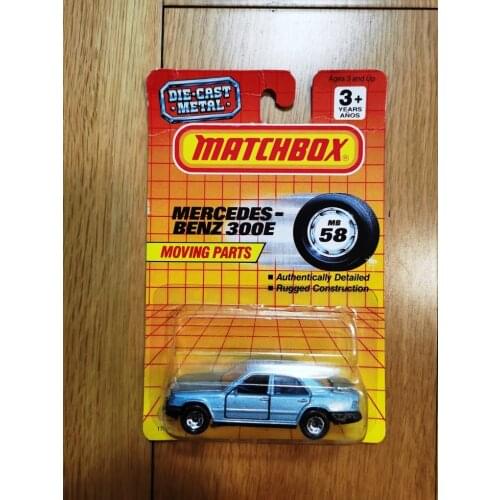 DIE-CAST
METAL
Ages 3 and Up
3+
YEARS
AÑOS
MATCHBOX®
MERCEDES-
BENZ 300E
MB
58
MOVING PARTS
■ Authentically Detailed
■ Rugged Construction